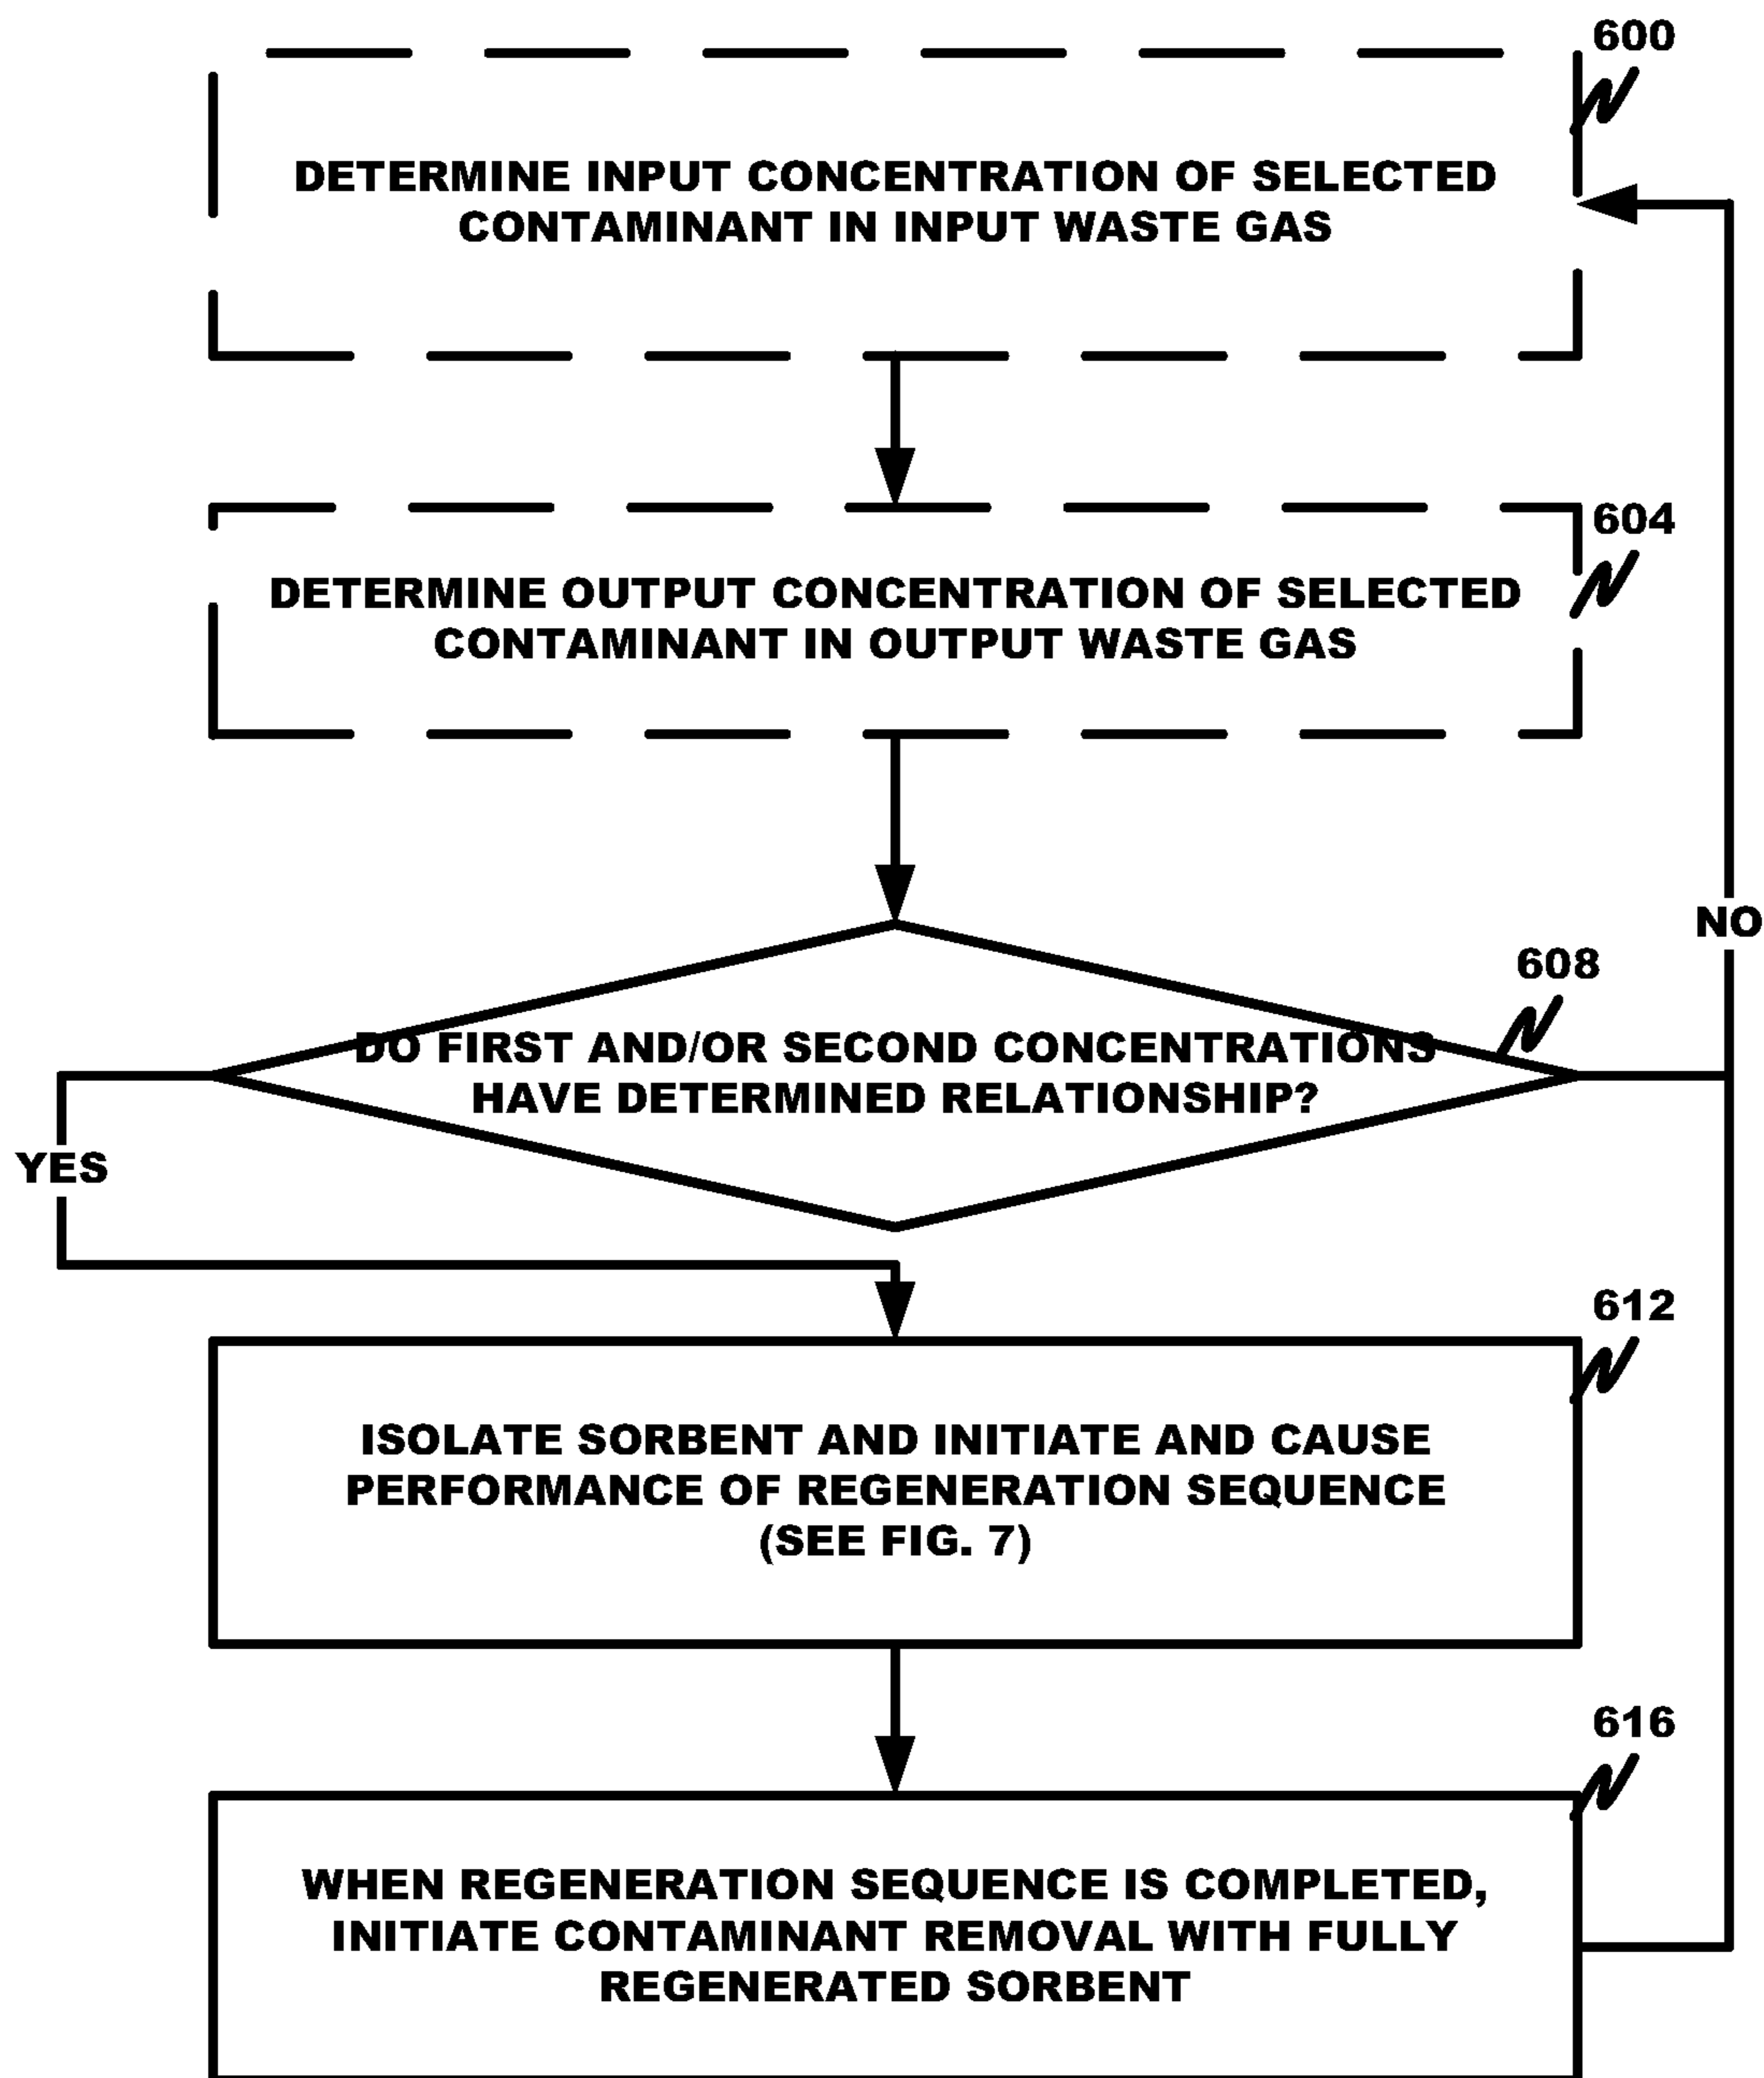 600
DETERMINE INPUT CONCENTRATION OF SELECTED
CONTAMINANT IN INPUT WASTE GAS
604
DETERMINE OUTPUT CONCENTRATION OF SELECTED
CONTAMINANT IN OUTPUT WASTE GAS
NO
608
DO FIRST AND/OR SECOND CONCENTRATIONS
HAVE DETERMINED RELATIONSHIP?
YES
612
ISOLATE SORBENT AND INITIATE AND CAUSE
PERFORMANCE OF REGENERATION SEQUENCE
(SEE FIG. 7)
616
WHEN REGENERATION SEQUENCE IS COMPLETED,
INITIATE CONTAMINANT REMOVAL WITH FULLY
REGENERATED SORBENT